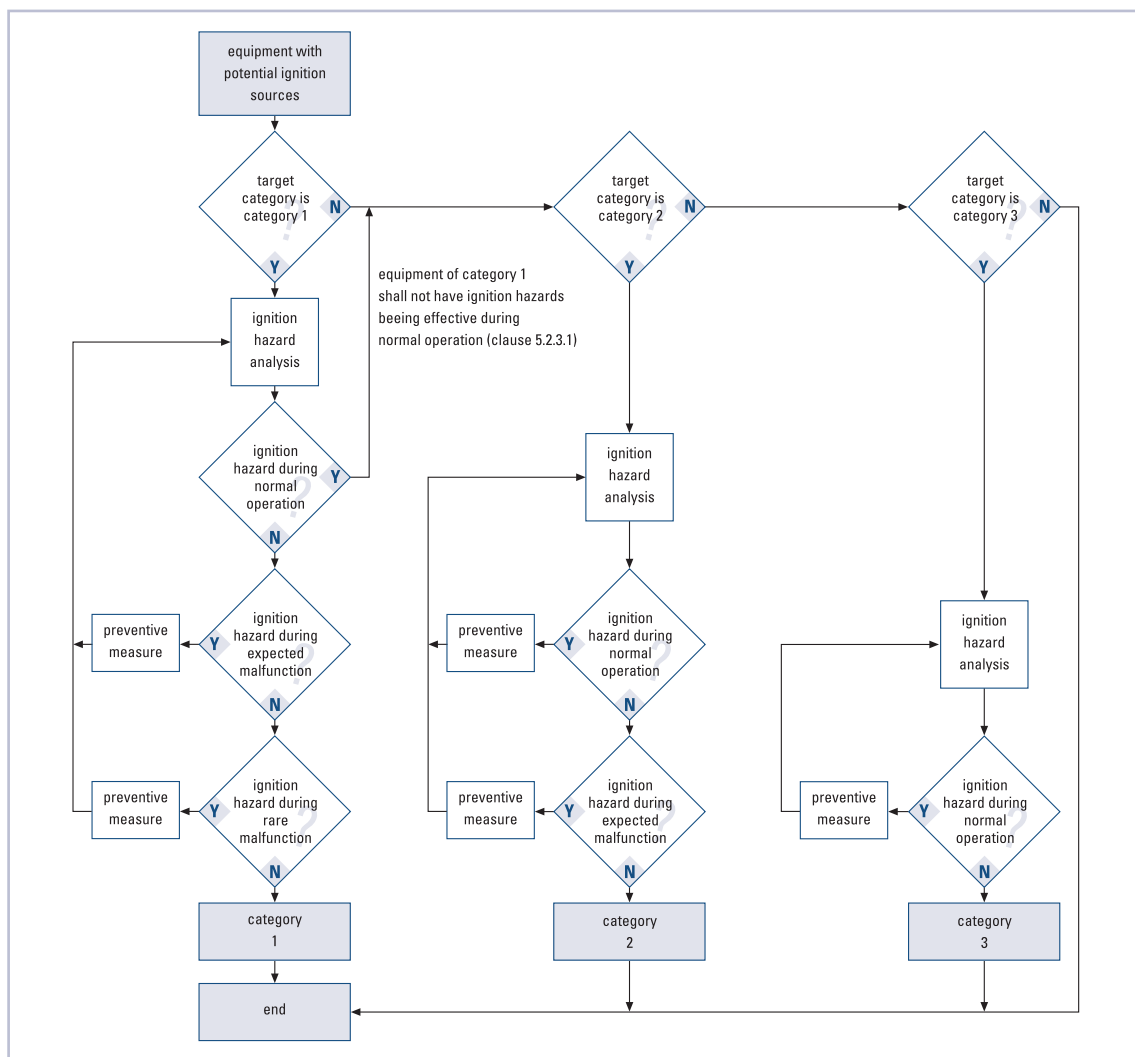 equipment with
potential ignition
sources
target
category is
category 1
?
N
Y
target
category is
category 2
?
N
Y
target
category is
category 3
?
N
Y
equipment of category 1
shall not have ignition hazards
beeing effective during
normal operation (clause 5.2.3.1)
ignition
hazard
analysis
ignition
hazard during
normal
operation
?
Y
N
ignition
hazard during
expected
malfunction
?
Y
N
preventive
measure
ignition
hazard during
rare
malfunction
?
Y
N
preventive
measure
category
1
end
ignition
hazard
analysis
ignition
hazard during
normal
operation
?
Y
N
preventive
measure
ignition
hazard during
expected
malfunction
?
Y
N
preventive
measure
category
2
ignition
hazard
analysis
ignition
hazard during
normal
operation
?
Y
N
preventive
measure
category
3